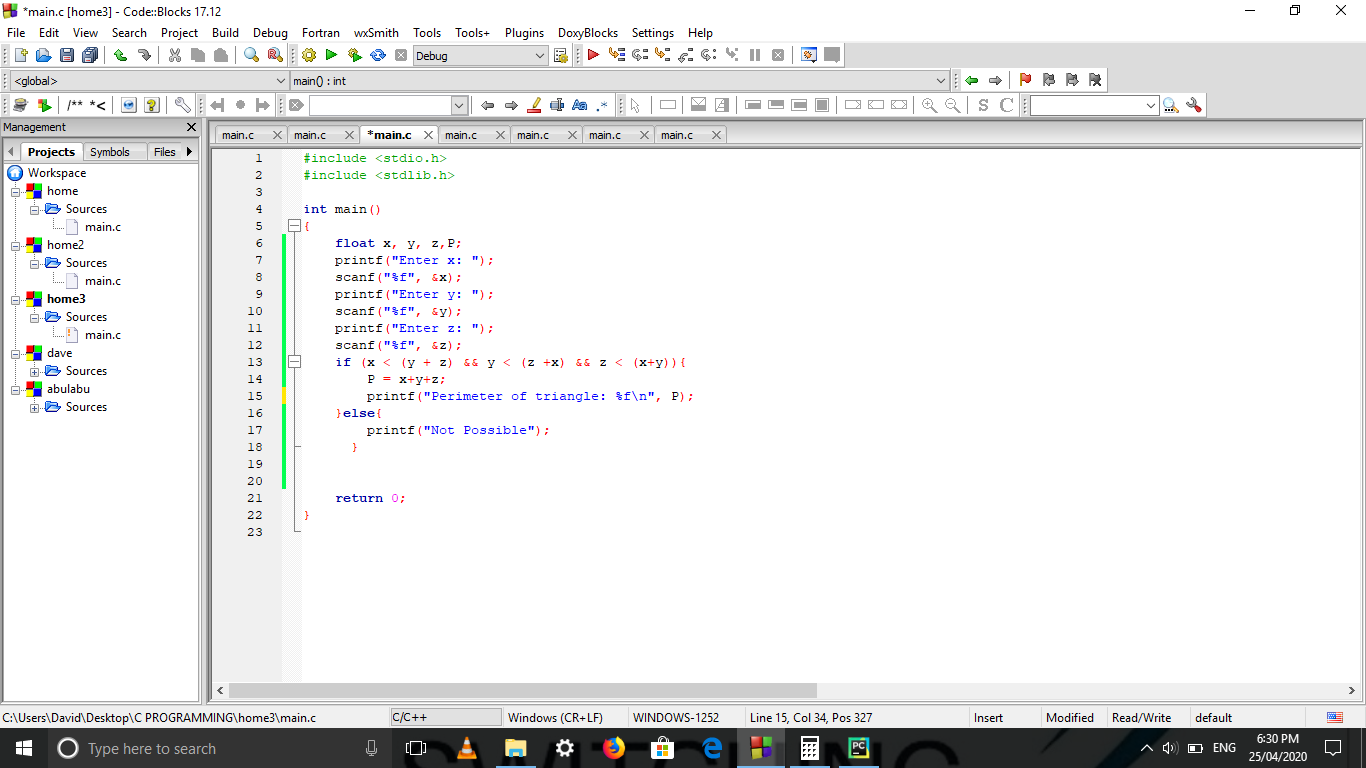 *main.c [home3] - Code::Blocks 17.12
File Edit View Search Project Build Debug Fortran wxSmith Tools Tools+ Plugins DoxyBlocks Settings Help
Debug
<global> main() : int
/** *<
Aa .* S C
Management
Projects Symbols Files
Workspace
home
Sources
main.c
home2
Sources
main.c
home3
Sources
main.c
dave
Sources
abulabu
Sources
main.c main.c *main.c main.c main.c main.c main.c
1 #include <stdio.h>
2 #include <stdlib.h>
3
4 int main()
5 {
6 float x, y, z,P;
7 printf("Enter x: ");
8 scanf("%f", &x);
9 printf("Enter y: ");
10 scanf("%f", &y);
11 printf("Enter z: ");
12 scanf("%f", &z);
13 if (x < (y + z) && y < (z +x) && z < (x+y)){
14 P = x+y+z;
15 printf("Perimeter of triangle: %f\n", P);
16 }else{
17 printf("Not Possible");
18 }
19
20
21 return 0;
22 }
23
C:\Users\David\Desktop\C PROGRAMMING\home3\main.c C/C++ Windows (CR+LF) WINDOWS-1252 Line 15, Col 34, Pos 327 Insert Modified Read/Write default
Type here to search
PC
ENG
6:30 PM
25/04/2020